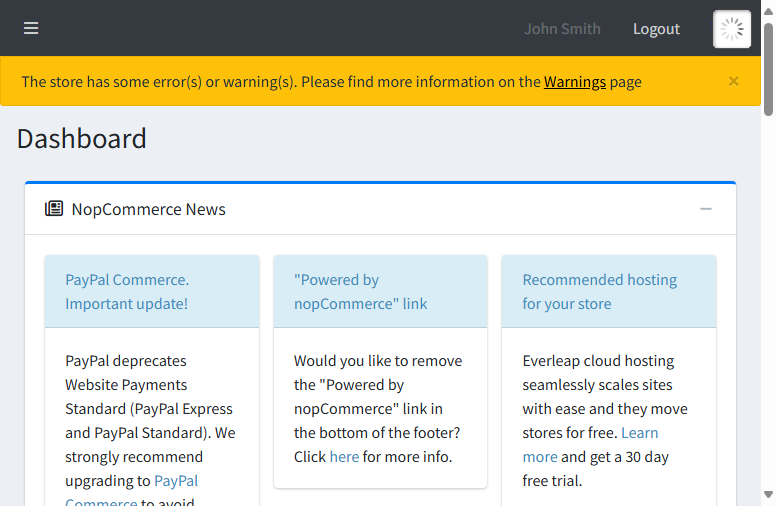 John Smith Logout
The store has some error(s) or warning(s). Please find more information on the Warnings page ×
Dashboard
NopCommerce News
PayPal Commerce.
Important update!
PayPal deprecates
Website Payments
Standard (PayPal Express
and PayPal Standard). We
strongly recommend
upgrading to PayPal
Commerce to avoid
"Powered by
nopCommerce" link
Would you like to remove
the "Powered by
nopCommerce" link in
the bottom of the footer?
Click here for more info.
Recommended hosting
for your store
Everleap cloud hosting
seamlessly scales sites
with ease and they move
stores for free. Learn
more and get a 30 day
free trial.